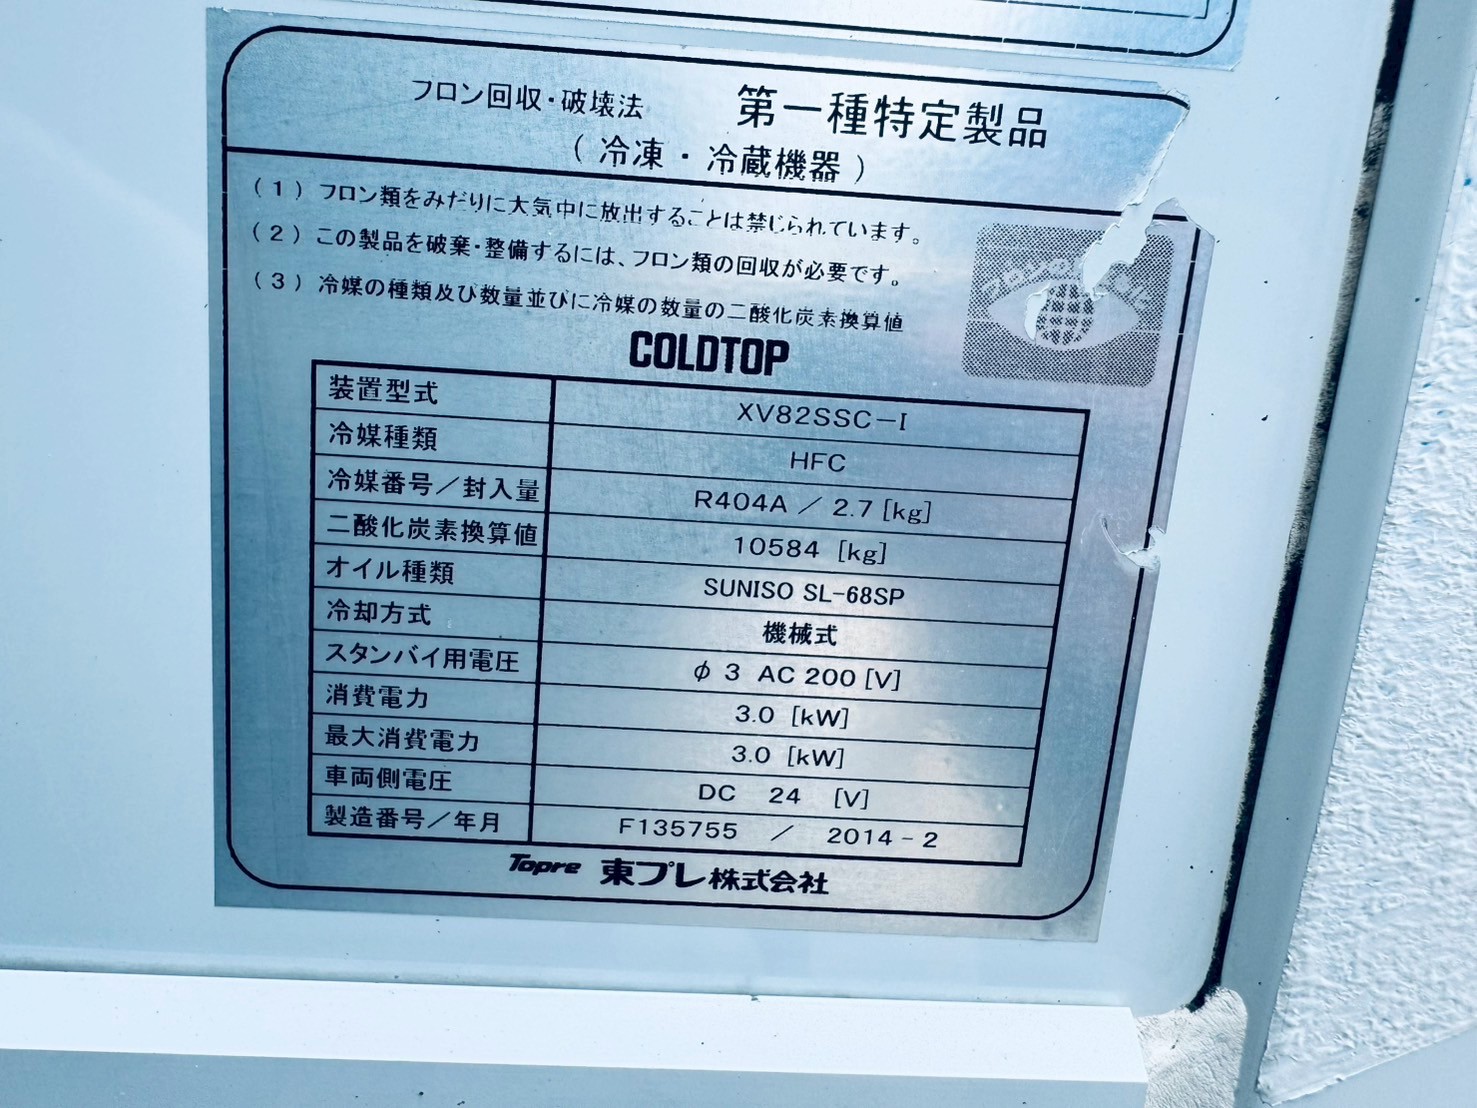 フロン回収・破壊法 第一種特定製品
(冷凍・冷蔵機器)
(1) フロン類をみだりに大気中に放出することは禁じられています。
(2) この製品を破棄・整備するには、フロン類の回収が必要です。
(3) 冷媒の種類及び数量並びに冷媒の数量の二酸化炭素換算値
COLDTOP
装置型式 XV82SSC-I
冷媒種類 HFC
冷媒番号/封入量 R404A / 2.7 [kg]
二酸化炭素換算値 10584 [kg]
オイル種類 SUNISO SL-68SP
冷却方式 機械式
スタンバイ用電圧 φ 3 AC 200 [V]
消費電力 3.0 [kW]
最大消費電力 3.0 [kW]
車両側電圧 DC 24 [V]
製造番号/年月 F135755 / 2014-2
Topre 東プレ株式会社